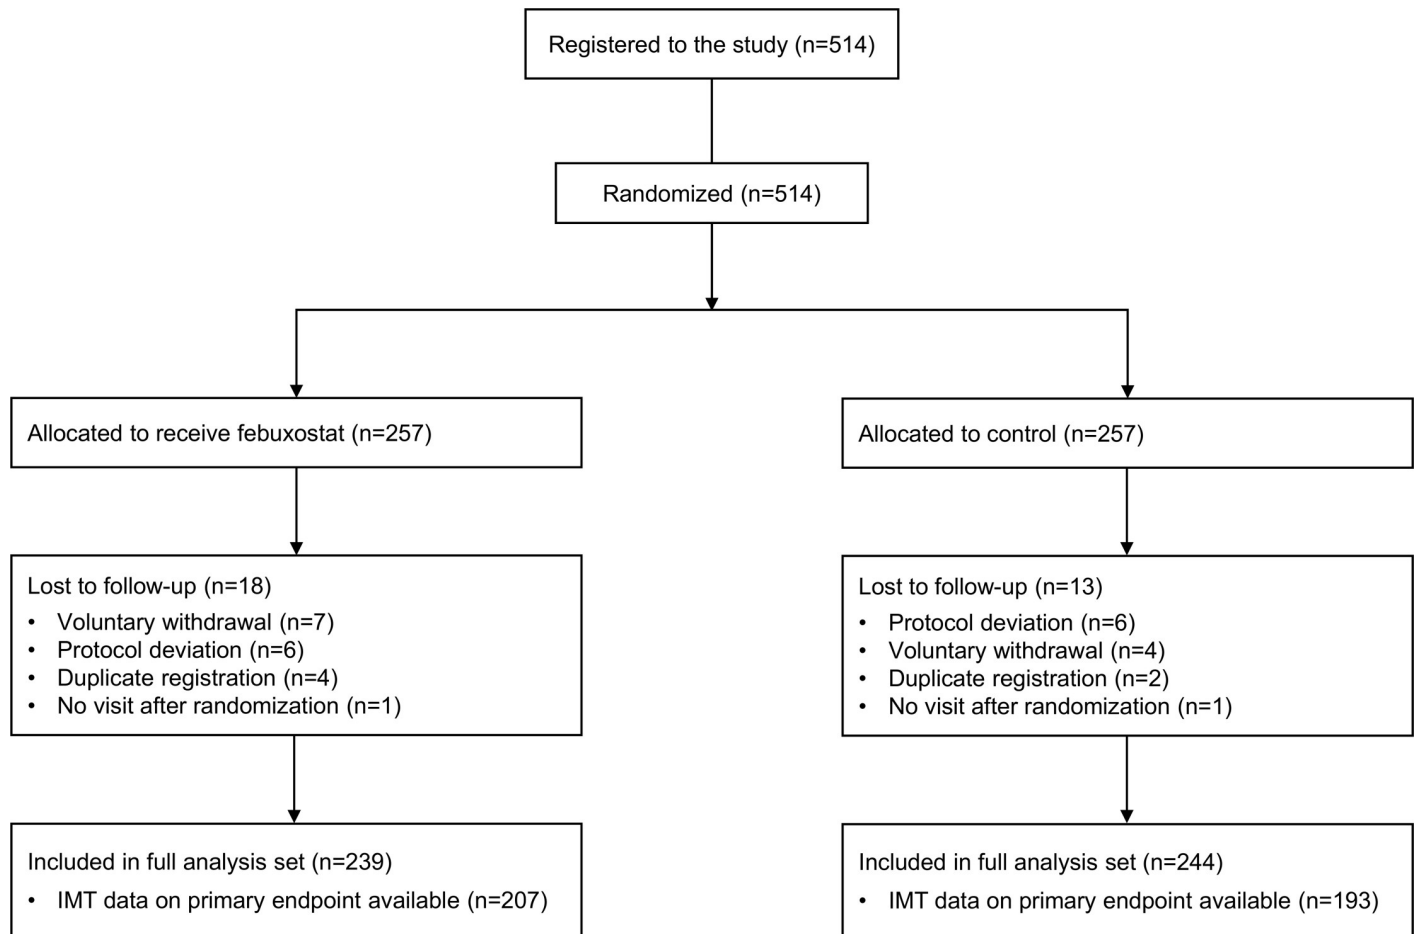 Registered to the study (n=514)
Randomized (n=514)
Allocated to receive febuxostat (n=257)
Allocated to control (n=257)
Lost to follow-up (n=18)
• Voluntary withdrawal (n=7)
• Protocol deviation (n=6)
• Duplicate registration (n=4)
• No visit after randomization (n=1)
Lost to follow-up (n=13)
• Protocol deviation (n=6)
• Voluntary withdrawal (n=4)
• Duplicate registration (n=2)
• No visit after randomization (n=1)
Included in full analysis set (n=239)
• IMT data on primary endpoint available (n=207)
Included in full analysis set (n=244)
• IMT data on primary endpoint available (n=193)